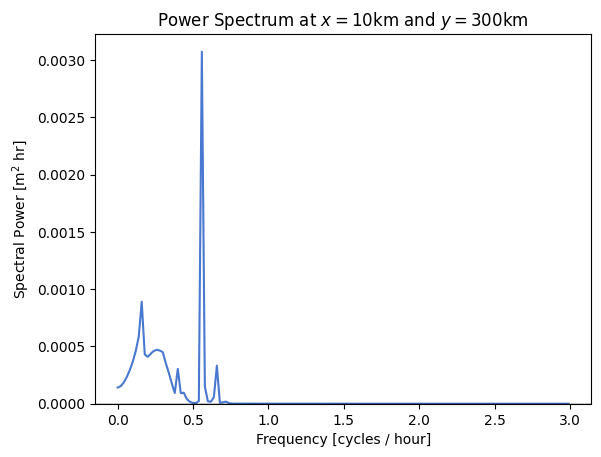 Power Spectrum at x = 10km and y = 300km
0.0030
0.0025
0.0020
0.0015
0.0010
0.0005
0.0000
Spectral Power [m² hr]
0.0 0.5 1.0 1.5 2.0 2.5 3.0
Frequency [cycles / hour]